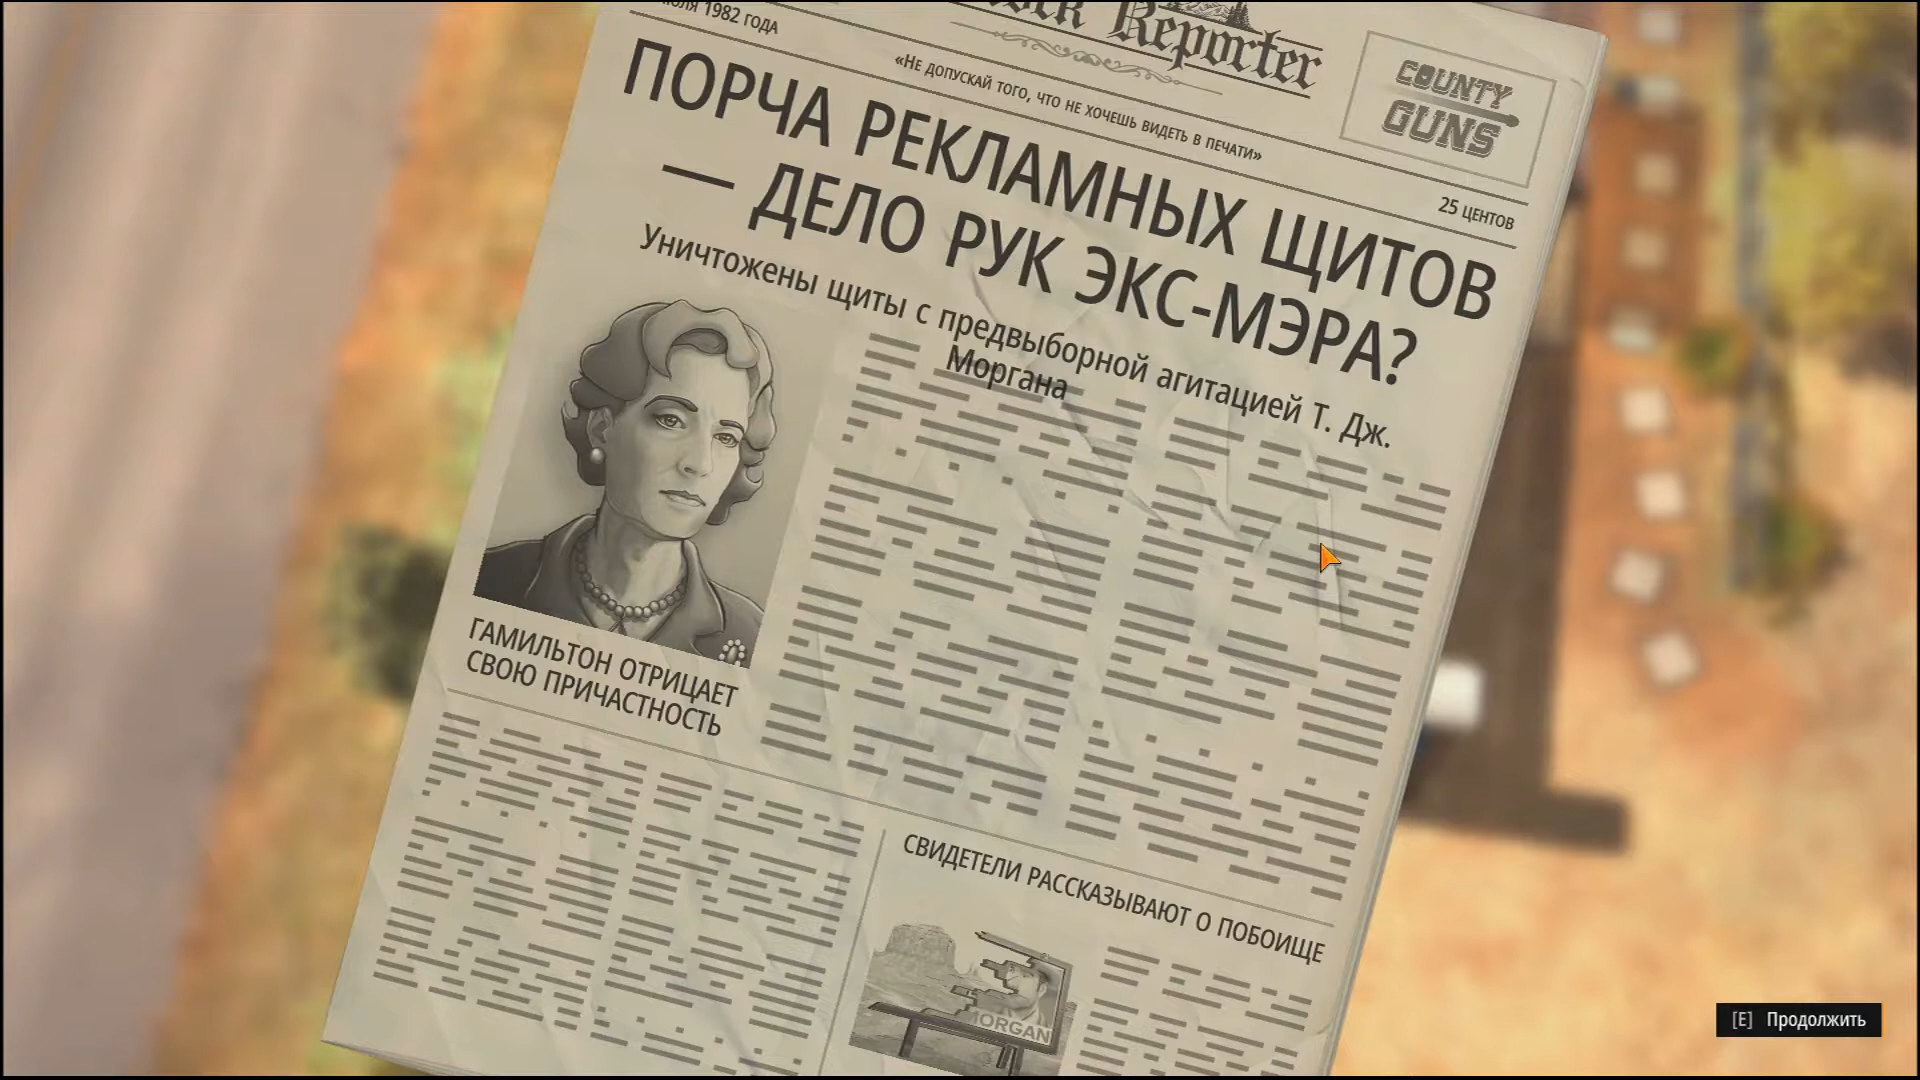 1982 ГОДА
Reporter
«НЕ ДОПУСКАЙ ТОГО, ЧТО НЕ ХОЧЕШЬ ВИДЕТЬ В ПЕЧАТИ»
COUNTY
GUNS
25 ЦЕНТОВ
ПОРЧА РЕКЛАМНЫХ ЩИТОВ
— ДЕЛО РУК ЭКС-МЭРА?
Уничтожены щиты с предвыборной агитацией Т. Дж.
Моргана
ГАМИЛЬТОН ОТРИЦАЕТ
СВОЮ ПРИЧАСТНОСТЬ
СВИДЕТЕЛИ РАССКАЗЫВАЮТ О ПОБОИЩЕ
MORGAN
[E] Продолжить